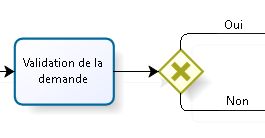 Oui
Validation de la
demande
Non